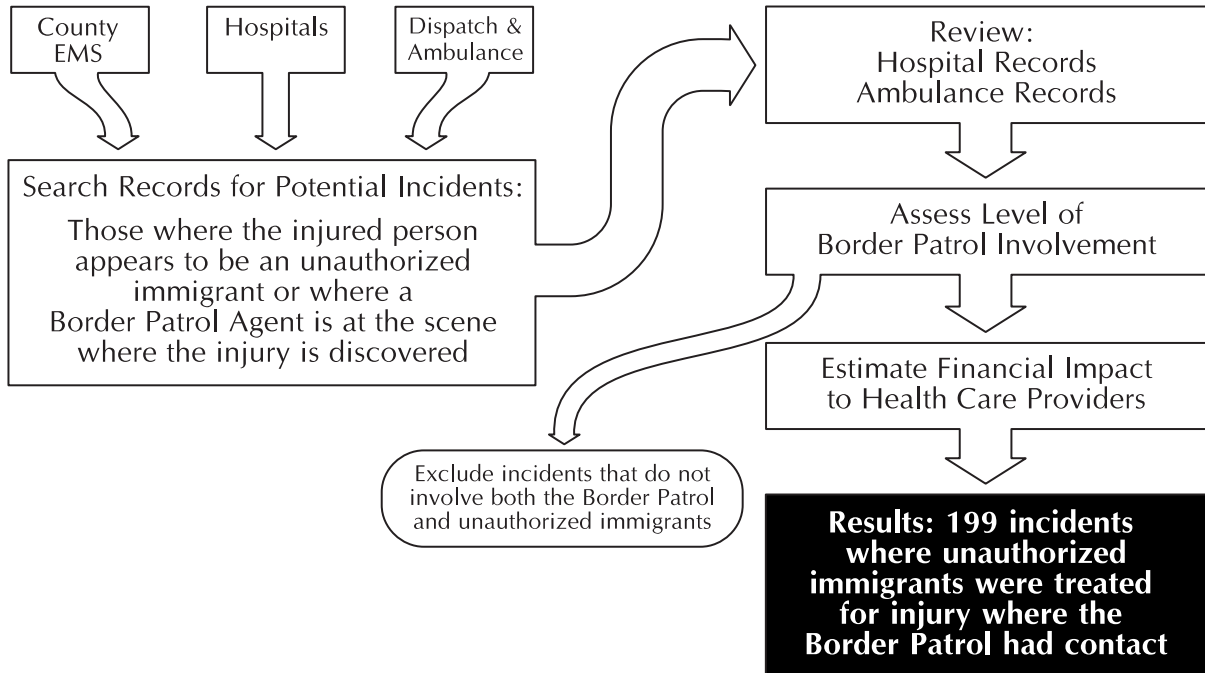 County
EMS
Hospitals
Dispatch &
Ambulance
Search Records for Potential Incidents:
Those where the injured person
appears to be an unauthorized
immigrant or where a
Border Patrol Agent is at the scene
where the injury is discovered
Review:
Hospital Records
Ambulance Records
Assess Level of
Border Patrol Involvement
Exclude incidents that do not
involve both the Border Patrol
and unauthorized immigrants
Estimate Financial Impact
to Health Care Providers
Results: 199 incidents
where unauthorized
immigrants were treated
for injury where the
Border Patrol had contact